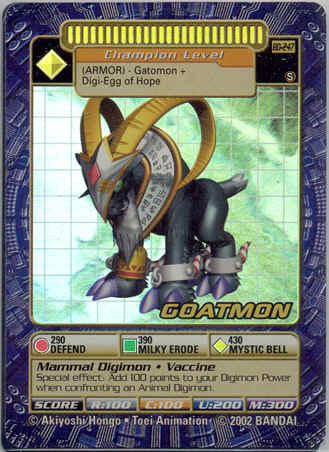 Champion Level
BO-247
(ARMOR) - Gatomon +
Digi-Egg of Hope
S
GOATMON
290
DEFEND
390
MILKY ERODE
430
MYSTIC BELL
Mammal Digimon • Vaccine
Special effect: Add 100 points to your Digimon Power
when confronting an Animal Digimon.
SCORE R:100 C:100 U:200 M:300
©Akiyoshi Hongo • Toei Animation © 2002 BANDAI